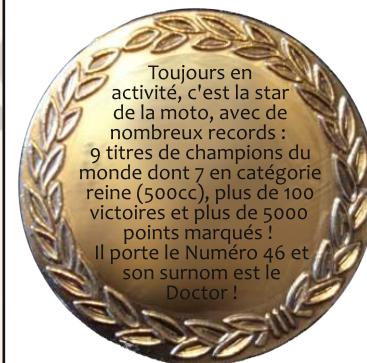 Toujours en
activité, c'est la star
de la moto, avec de
nombreux records :
9 titres de champions du
monde dont 7 en catégorie
reine (500cc), plus de 100
victoires et plus de 5000
points marqués !
Il porte le Numéro 46 et
son surnom est le
Doctor !